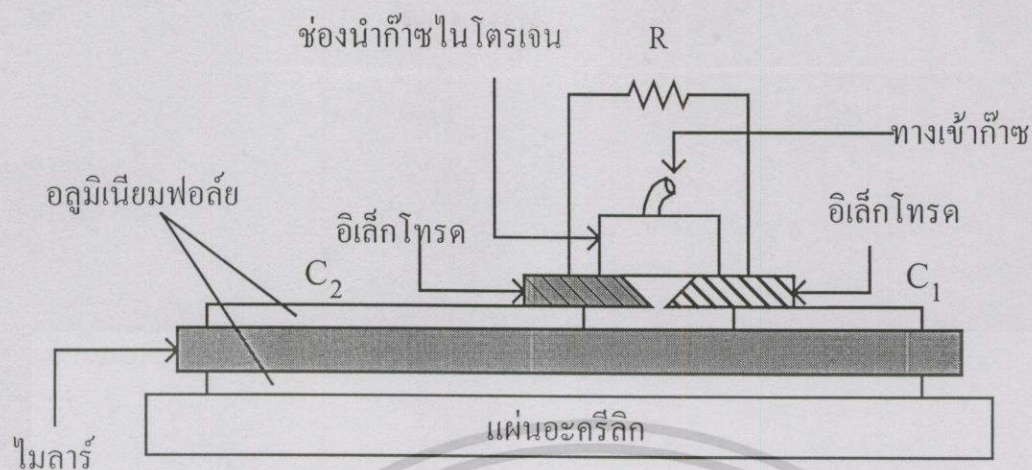 ช่องนำก๊าซไนโตรเจน
R
ทางเข้าก๊าซ
อลูมิเนียมฟอล์ย
อิเล็กโทรด
อิเล็กโทรด
C2
C1
แผ่นอะครีลิก
ไมลาร์